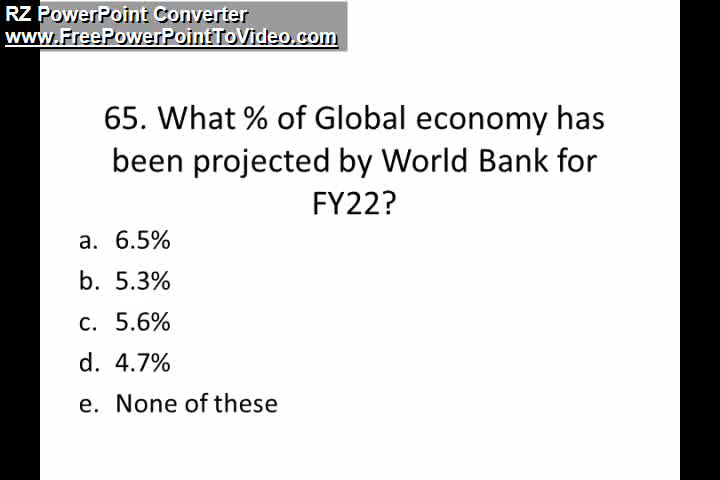 RZ PowerPoint Converter
www.FreePowerPointToVideo.com
65. What % of Global economy has
been projected by World Bank for
FY22?
a. 6.5%
b. 5.3%
c. 5.6%
d. 4.7%
e. None of these